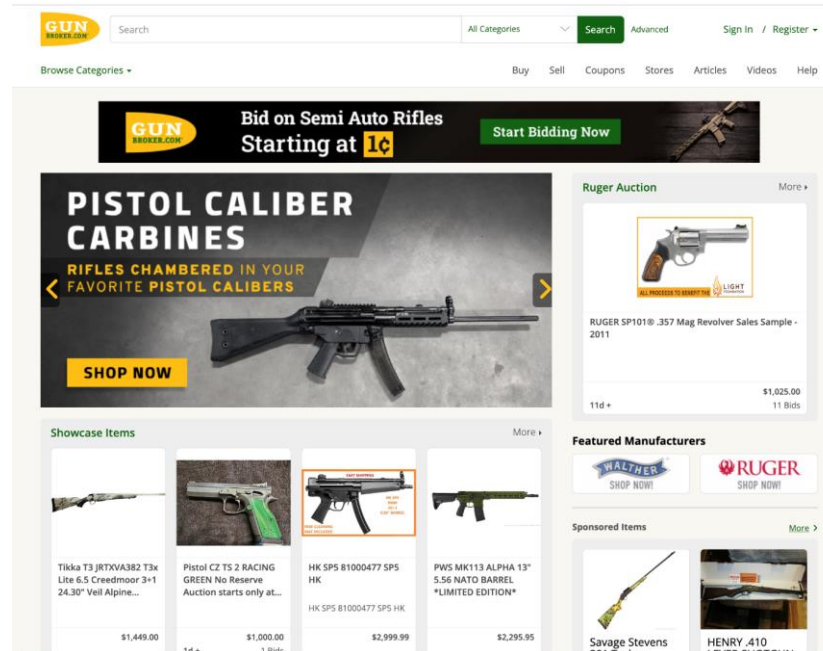 GUN
BROKER.COM
Search
All Categories
Search
Advanced
Sign In / Register
Browse Categories
Buy Sell Coupons Stores Articles Videos Help
GUN
BROKER.COM
Bid on Semi Auto Rifles
Starting at 1¢
Start Bidding Now
PISTOL CALIBER
CARBINES
RIFLES CHAMBERED IN YOUR
FAVORITE PISTOL CALIBERS
SHOP NOW
Ruger Auction More
ALL PROCEEDS TO BENEFIT THE LIGHT
RUGER SP101® .357 Mag Revolver Sales Sample -
2011
$1,025.00
11d + 11 Bids
Showcase Items More
Tikka T3 JRTXVA382 T3x
Lite 6.5 Creedmoor 3+1
24.30" Veil Alpine...
$1,449.00
Pistol CZ TS 2 RACING
GREEN No Reserve
Auction starts only at...
$1,000.00
1d + 1 Bids
HK SP5 81000477 SP5
HK
HK SP5 81000477 SP5 HK
$2,999.99
PWS MK113 ALPHA 13"
5.56 NATO BARREL
*LIMITED EDITION*
$2,295.95
Featured Manufacturers
WALTHER
SHOP NOW!
RUGER
SHOP NOW!
Sponsored Items More
Savage Stevens
HENRY .410